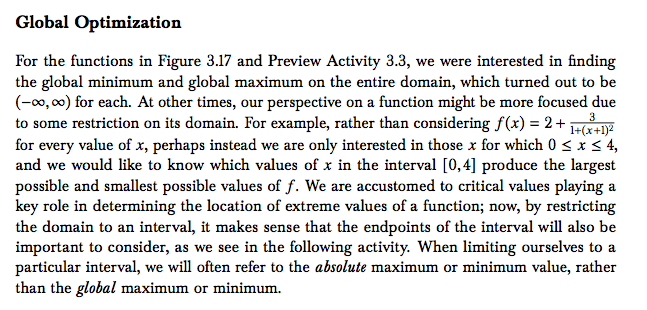 Global Optimization
For the functions in Figure 3.17 and Preview Activity 3.3, we were interested in finding
the global minimum and global maximum on the entire domain, which turned out to be
(−∞, ∞) for each. At other times, our perspective on a function might be more focused due
to some restriction on its domain. For example, rather than considering f(x) = 2 + 3/(1+(x+1)²)
for every value of x, perhaps instead we are only interested in those x for which 0 ≤ x ≤ 4,
and we would like to know which values of x in the interval [0,4] produce the largest
possible and smallest possible values of f. We are accustomed to critical values playing a
key role in determining the location of extreme values of a function; now, by restricting
the domain to an interval, it makes sense that the endpoints of the interval will also be
important to consider, as we see in the following activity. When limiting ourselves to a
particular interval, we will often refer to the absolute maximum or minimum value, rather
than the global maximum or minimum.